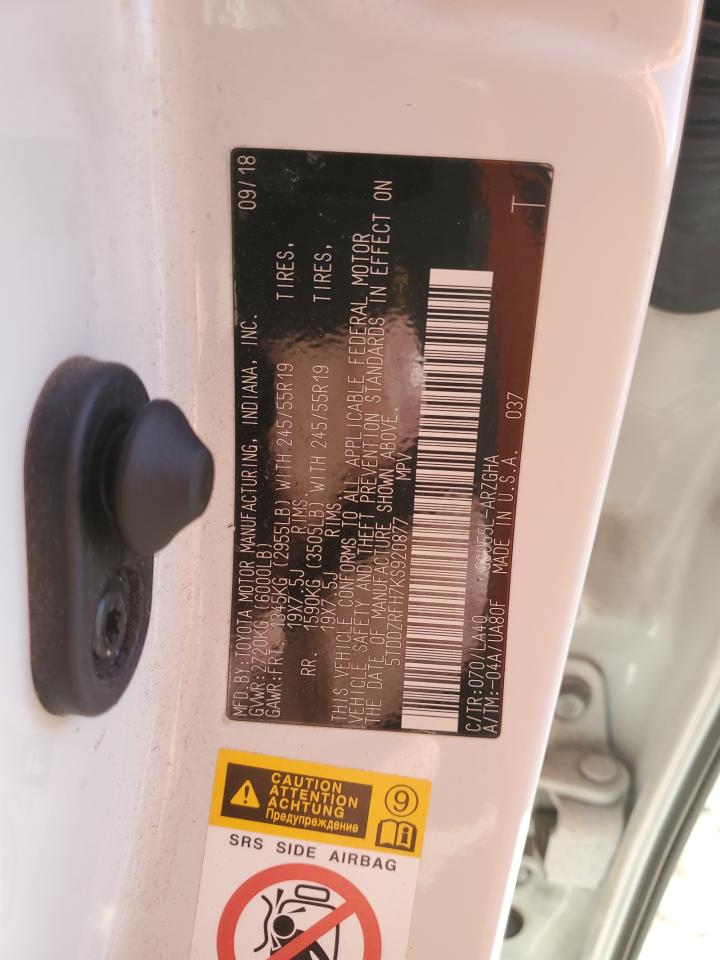 MFD.BY:TOYOTA MOTOR MANUFACTURING, INDIANA, INC. 09/18
GVWR:2720KG (6000LB)
GAWR:FRT. 1345KG (2955LB) WITH 245/55R19 TIRES,
19X7.5J RIMS.
RR. 1590KG (3505LB) WITH 245/55R19 TIRES,
19X7.5J RIMS
THIS VEHICLE CONFORMS TO ALL APPLICABLE FEDERAL MOTOR
VEHICLE SAFETY AND THEFT PREVENTION STANDARDS IN EFFECT ON
THE DATE OF MANUFACTURE SHOWN ABOVE.
5TDDZRFH7KS920877 MPV
C/TR:070/LA40
A/TM:-04A/UA80F MADE IN U.S.A. 037
T
CAUTION
ATTENTION
ACHTUNG
Предупреждение
9
SRS SIDE AIRBAG